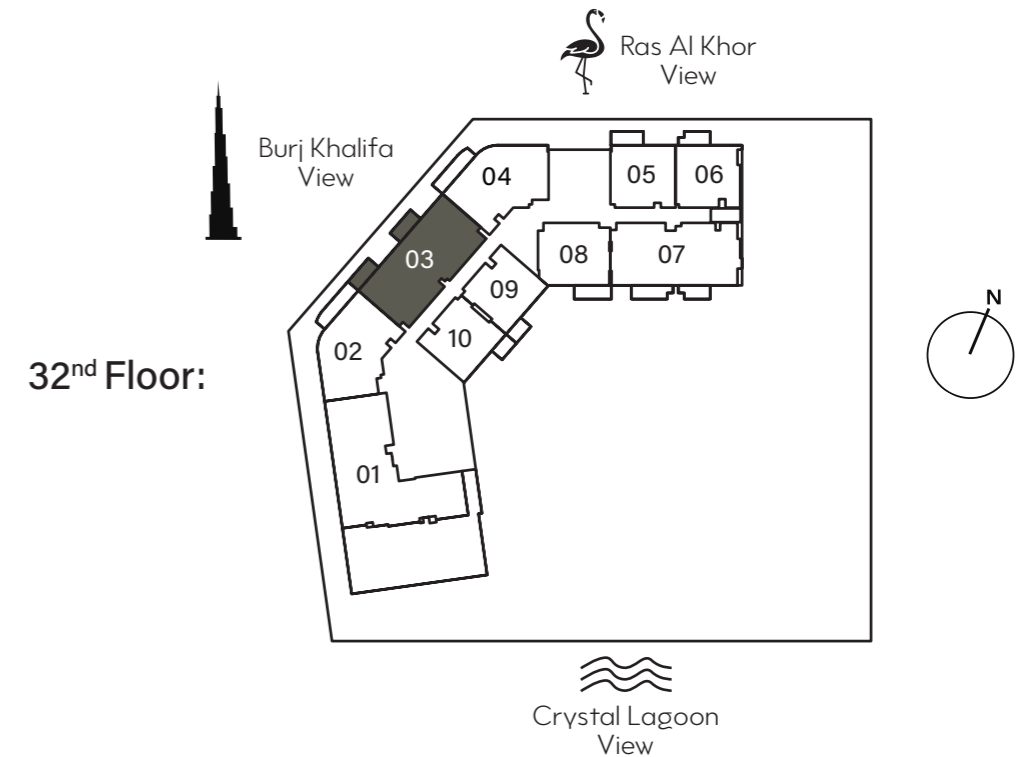 Ras Al Khor
View
Burj Khalifa
View
04
05
06
03
08
07
09
N
10
02
32nd Floor:
01
Crystal Lagoon
View